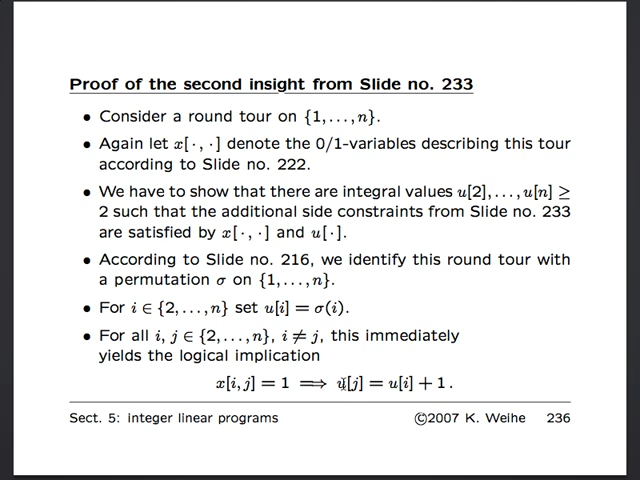 Proof of the second insight from Slide no. 233
• Consider a round tour on {1,...,n}.
• Again let x[·,·] denote the 0/1-variables describing this tour
according to Slide no. 222.
• We have to show that there are integral values u[2],...,u[n] ≥
2 such that the additional side constraints from Slide no. 233
are satisfied by x[·,·] and u[·].
• According to Slide no. 216, we identify this round tour with
a permutation σ on {1,...,n}.
• For i ∈ {2,...,n} set u[i] = σ(i).
• For all i, j ∈ {2,...,n}, i ≠ j, this immediately
yields the logical implication
x[i,j] = 1 ⟹ u[j] = u[i] + 1.
Sect. 5: integer linear programs ©2007 K. Weihe 236